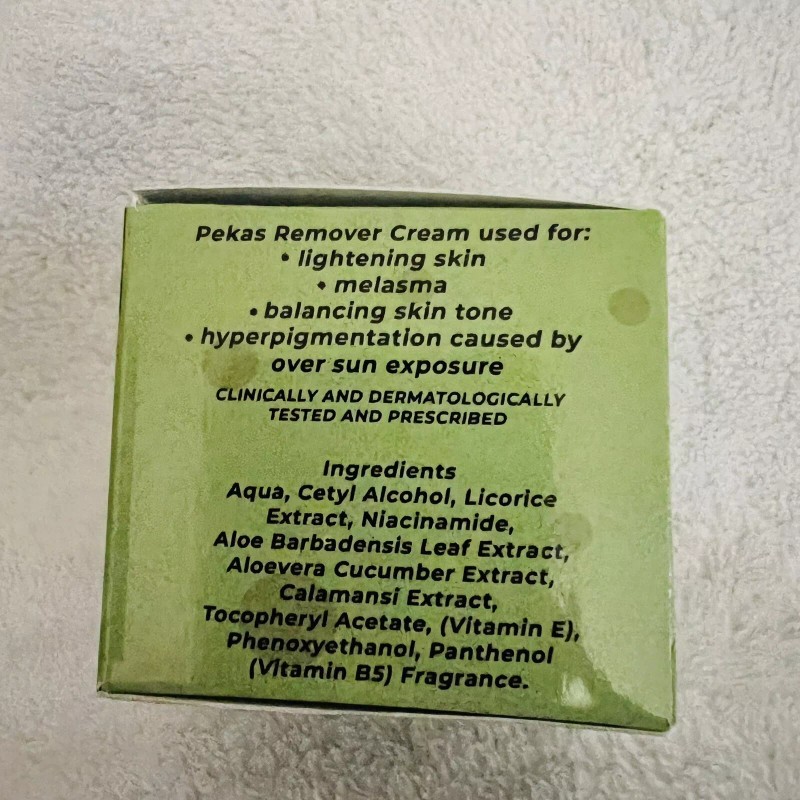 Pekas Remover Cream used for:
• lightening skin
• melasma
• balancing skin tone
• hyperpigmentation caused by
over sun exposure
CLINICALLY AND DERMATOLOGICALLY
TESTED AND PRESCRIBED
Ingredients
Aqua, Cetyl Alcohol, Licorice
Extract, Niacinamide,
Aloe Barbadensis Leaf Extract,
Aloevera Cucumber Extract,
Calamansi Extract,
Tocopheryl Acetate, (Vitamin E),
Phenoxyethanol, Panthenol
(Vitamin B5) Fragrance.